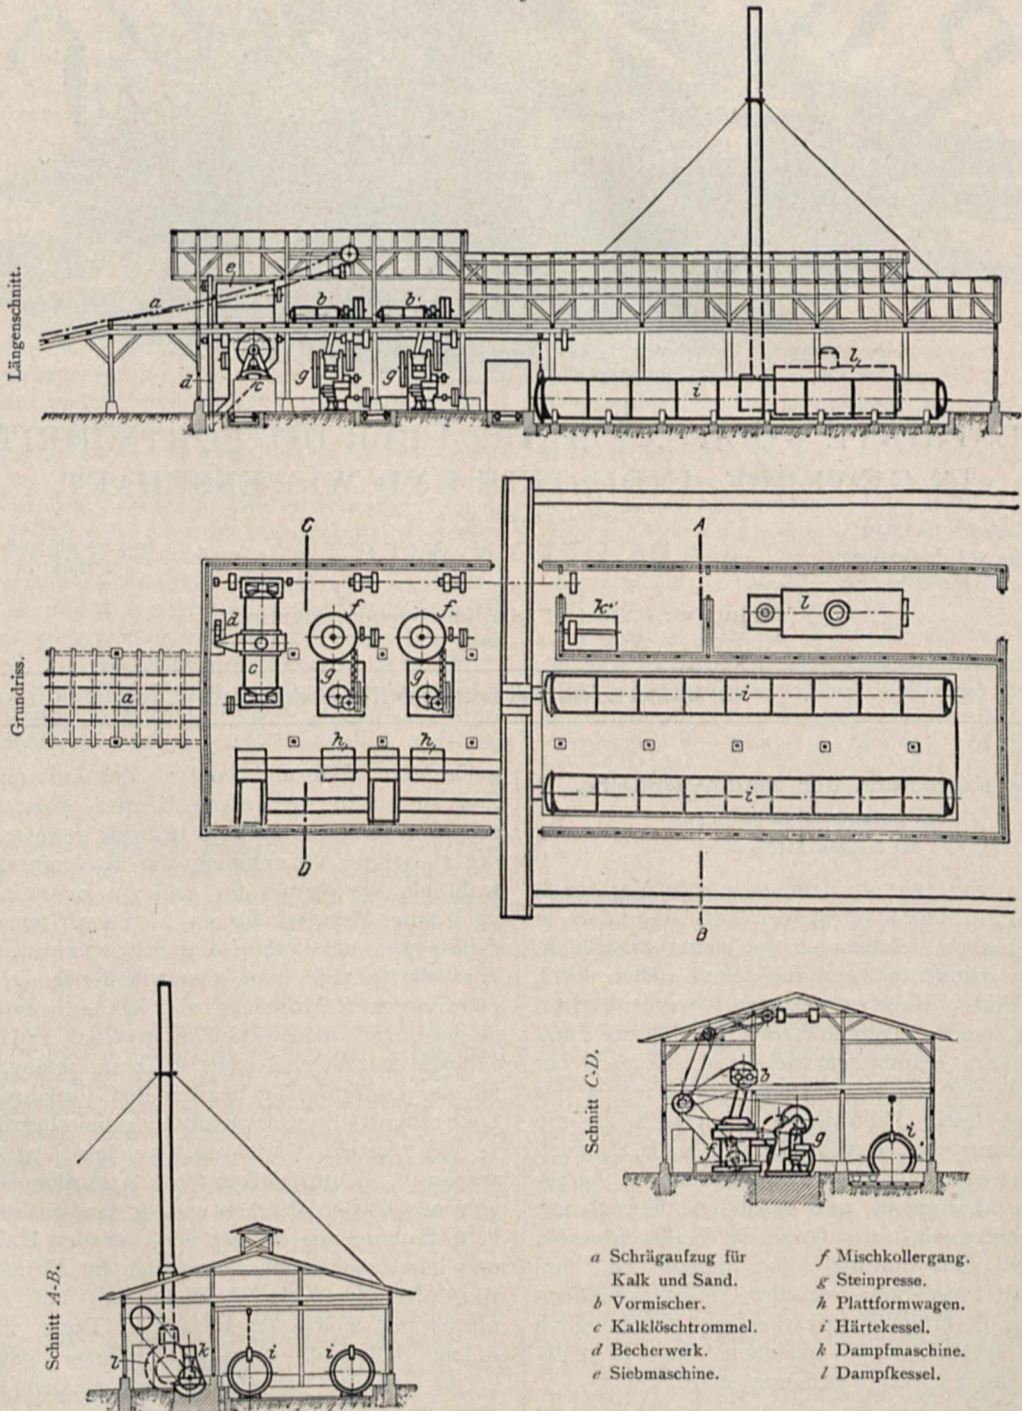 Längenschnitt.
a
e
b
b
d
c
g
g
i
l
Grundriss.
C
A
a
d
c
f
f
g
g
h
h
k
l
i
i
D
B
Schnitt A-B.
l
k
i
i
Schnitt C-D.
b
f
g
i
a Schrägaufzug für
Kalk und Sand.
b Vormischer.
c Kalklöschtrommel.
d Becherwerk.
e Siebmaschine.
f Mischkollergang.
g Steinpresse.
h Plattformwagen.
i Härtekessel.
k Dampfmaschine.
l Dampfkessel.